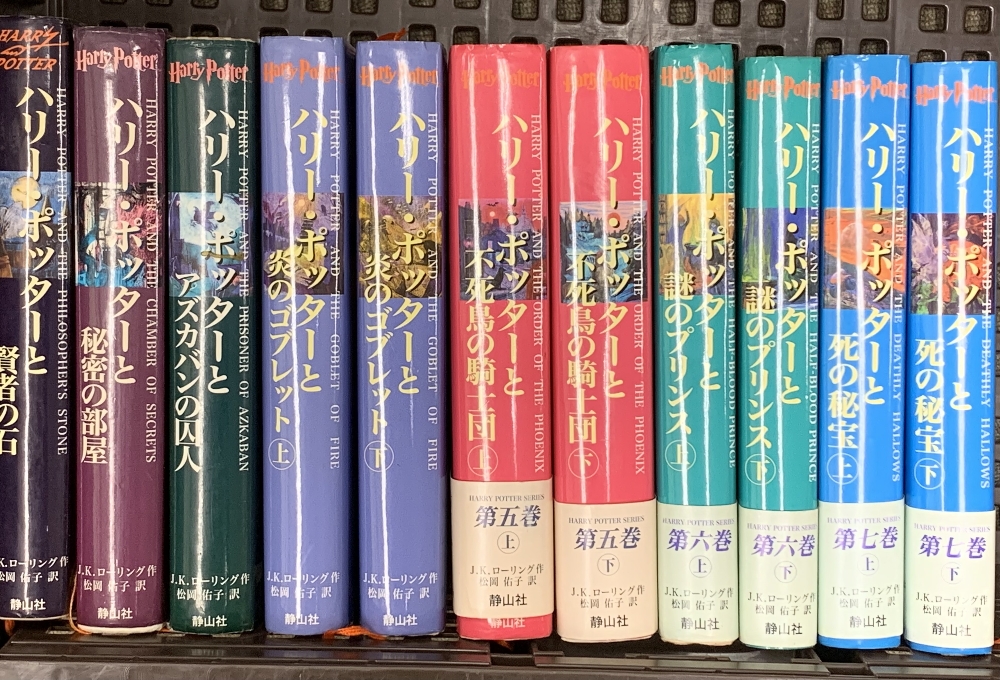 HARRY POTTER
ハリー・ポッターと
賢者の石
HARRY POTTER AND THE PHILOSOPHER'S STONE
J.K.ローリング作
松岡佑子 訳
静山社
Harry Potter
ハリー・ポッターと
秘密の部屋
HARRY POTTER AND THE CHAMBER OF SECRETS
J.K.ローリング作
松岡佑子 訳
静山社
Harry Potter
ハリー・ポッターと
アズカバンの囚人
HARRY POTTER AND THE PRISONER OF AZKABAN
J.K.ローリング作
松岡佑子 訳
静山社
Harry Potter
ハリー・ポッターと
炎のゴブレット 上
HARRY POTTER AND THE GOBLET OF FIRE
J.K.ローリング作
松岡佑子 訳
静山社
Harry Potter
ハリー・ポッターと
炎のゴブレット 下
HARRY POTTER AND THE GOBLET OF FIRE
J.K.ローリング作
松岡佑子 訳
静山社
Harry Potter
ハリー・ポッターと
不死鳥の騎士団 上
HARRY POTTER AND THE ORDER OF THE PHOENIX
HARRY POTTER SERIES
第五巻
上
J.K.ローリング作
松岡佑子 訳
静山社
Harry Potter
ハリー・ポッターと
不死鳥の騎士団 下
HARRY POTTER AND THE ORDER OF THE PHOENIX
HARRY POTTER SERIES
第五巻
下
J.K.ローリング作
松岡佑子 訳
静山社
Harry Potter
ハリー・ポッターと
謎のプリンス 上
HARRY POTTER AND THE HALF-BLOOD PRINCE
HARRY POTTER SERIES
第六巻
上
J.K.ローリング作
松岡佑子 訳
静山社
Harry Potter
ハリー・ポッターと
謎のプリンス 下
HARRY POTTER AND THE HALF-BLOOD PRINCE
HARRY POTTER SERIES
第六巻
下
J.K.ローリング作
松岡佑子 訳
静山社
Harry Potter
ハリー・ポッターと
死の秘宝 上
HARRY POTTER AND THE DEATHLY HALLOWS
HARRY POTTER SERIES
第七巻
上
J.K.ローリング作
松岡佑子 訳
静山社
Harry Potter
ハリー・ポッターと
死の秘宝 下
HARRY POTTER AND THE DEATHLY HALLOWS
HARRY POTTER SERIES
第七巻
下
J.K.ローリング作
松岡佑子 訳
静山社